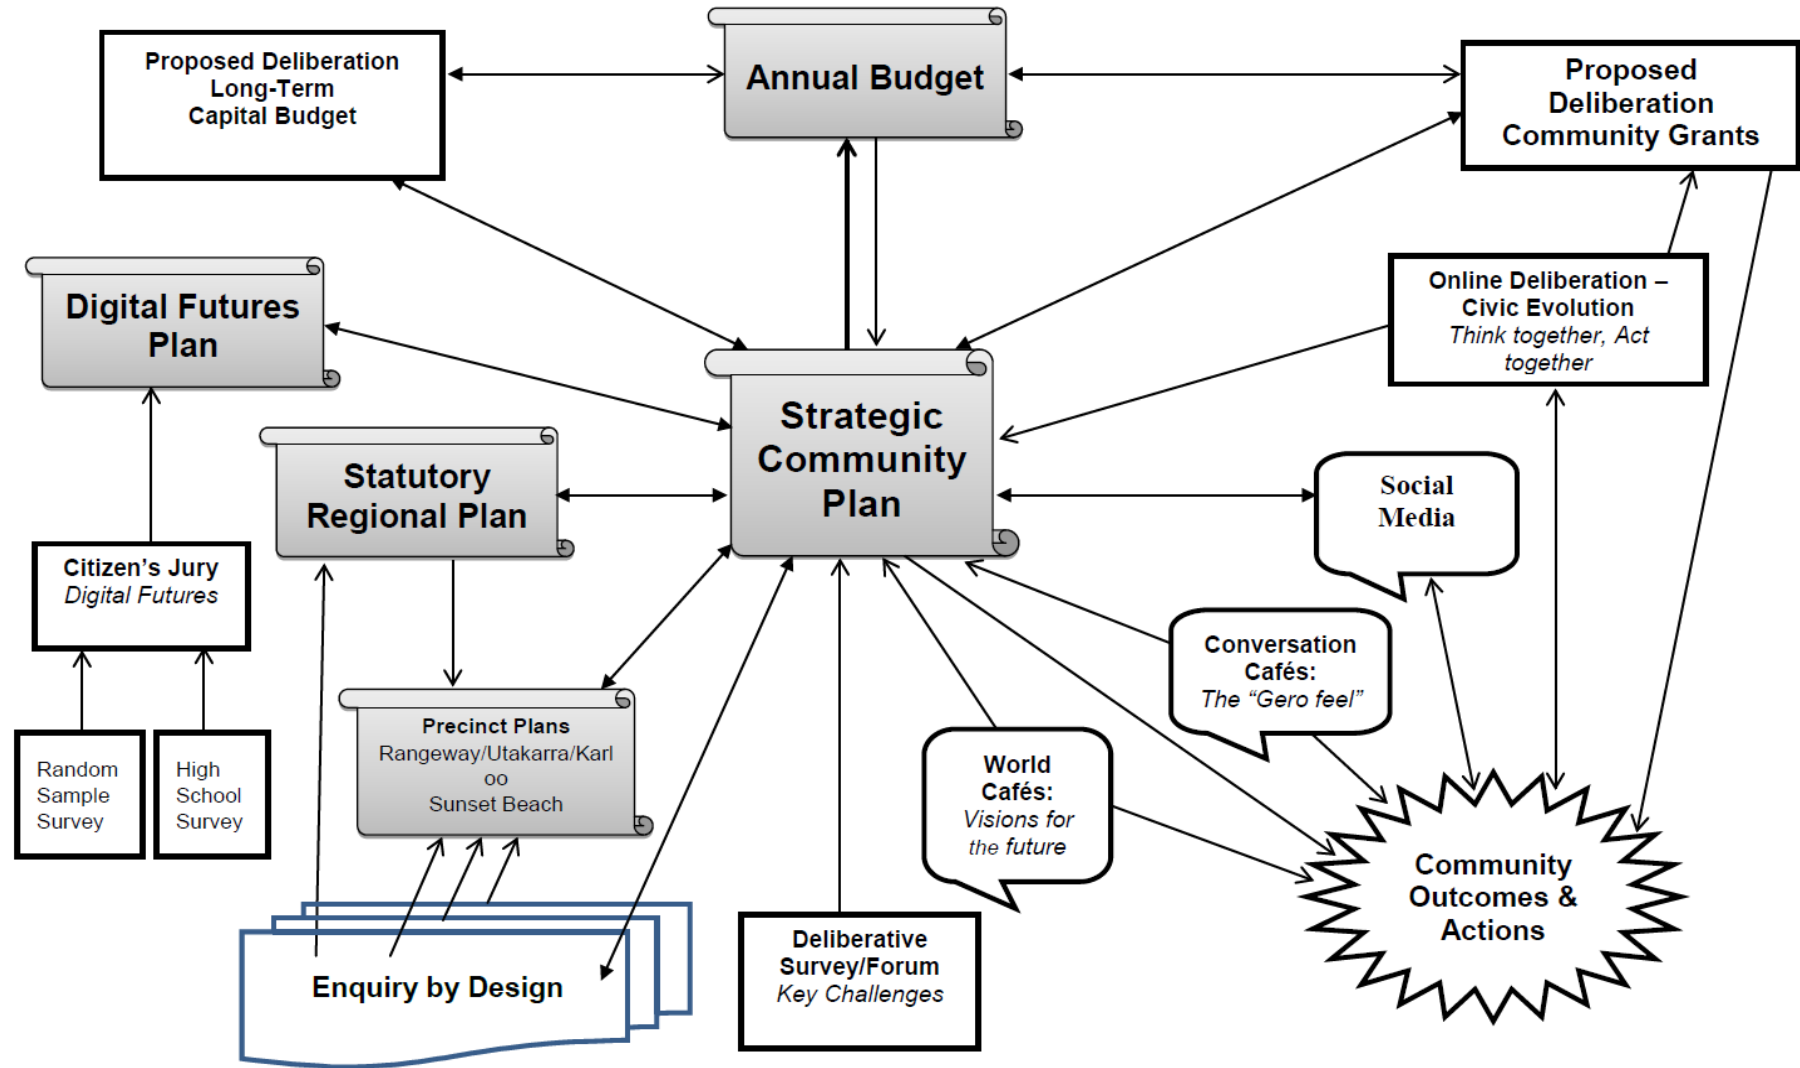 Proposed Deliberation
Long-Term
Capital Budget
Annual Budget
Proposed
Deliberation
Community Grants
Digital Futures
Plan
Online Deliberation –
Civic Evolution
Think together, Act
together
Strategic
Community
Plan
Statutory
Regional Plan
Social
Media
Citizen’s Jury
Digital Futures
Conversation
Cafés:
The “Gero feel”
Random
Sample
Survey
High
School
Survey
Precinct Plans
Rangeway/Utakarra/Karl
oo
Sunset Beach
World
Cafés:
Visions for
the future
Community
Outcomes &
Actions
Enquiry by Design
Deliberative
Survey/Forum
Key Challenges